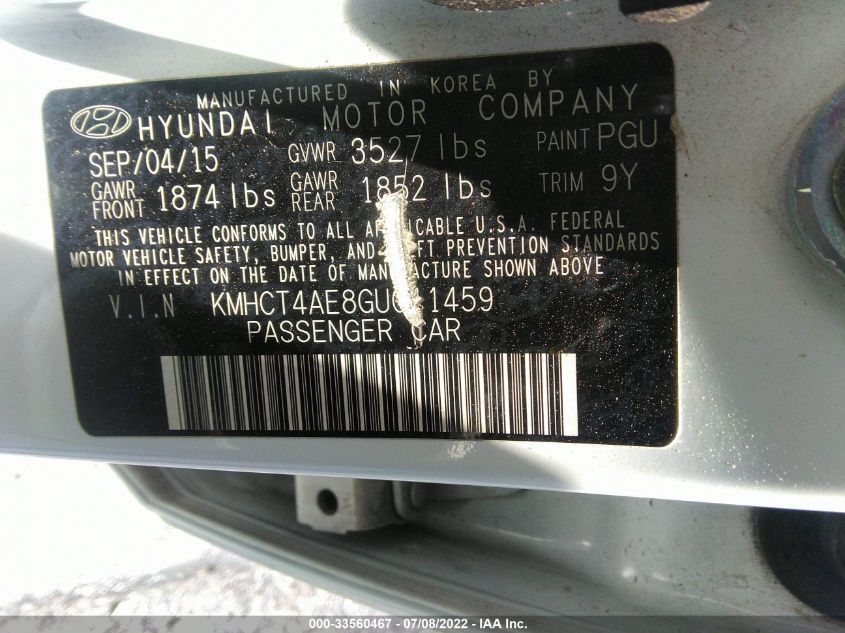 MANUFACTURED IN KOREA BY
HYUNDAI MOTOR COMPANY
SEP/04/15 GVWR 3527 lbs PAINT PGU
GAWR FRONT 1874 lbs GAWR REAR 1852 lbs TRIM 9Y
THIS VEHICLE CONFORMS TO ALL APPLICABLE U.S.A. FEDERAL
MOTOR VEHICLE SAFETY, BUMPER, AND PREVENTION STANDARDS
IN EFFECT ON THE DATE OF MANUFACTURE SHOWN ABOVE
V.I.N
PASSENGER CAR
000-33560467 - 07/08/2022 - IAA Inc.